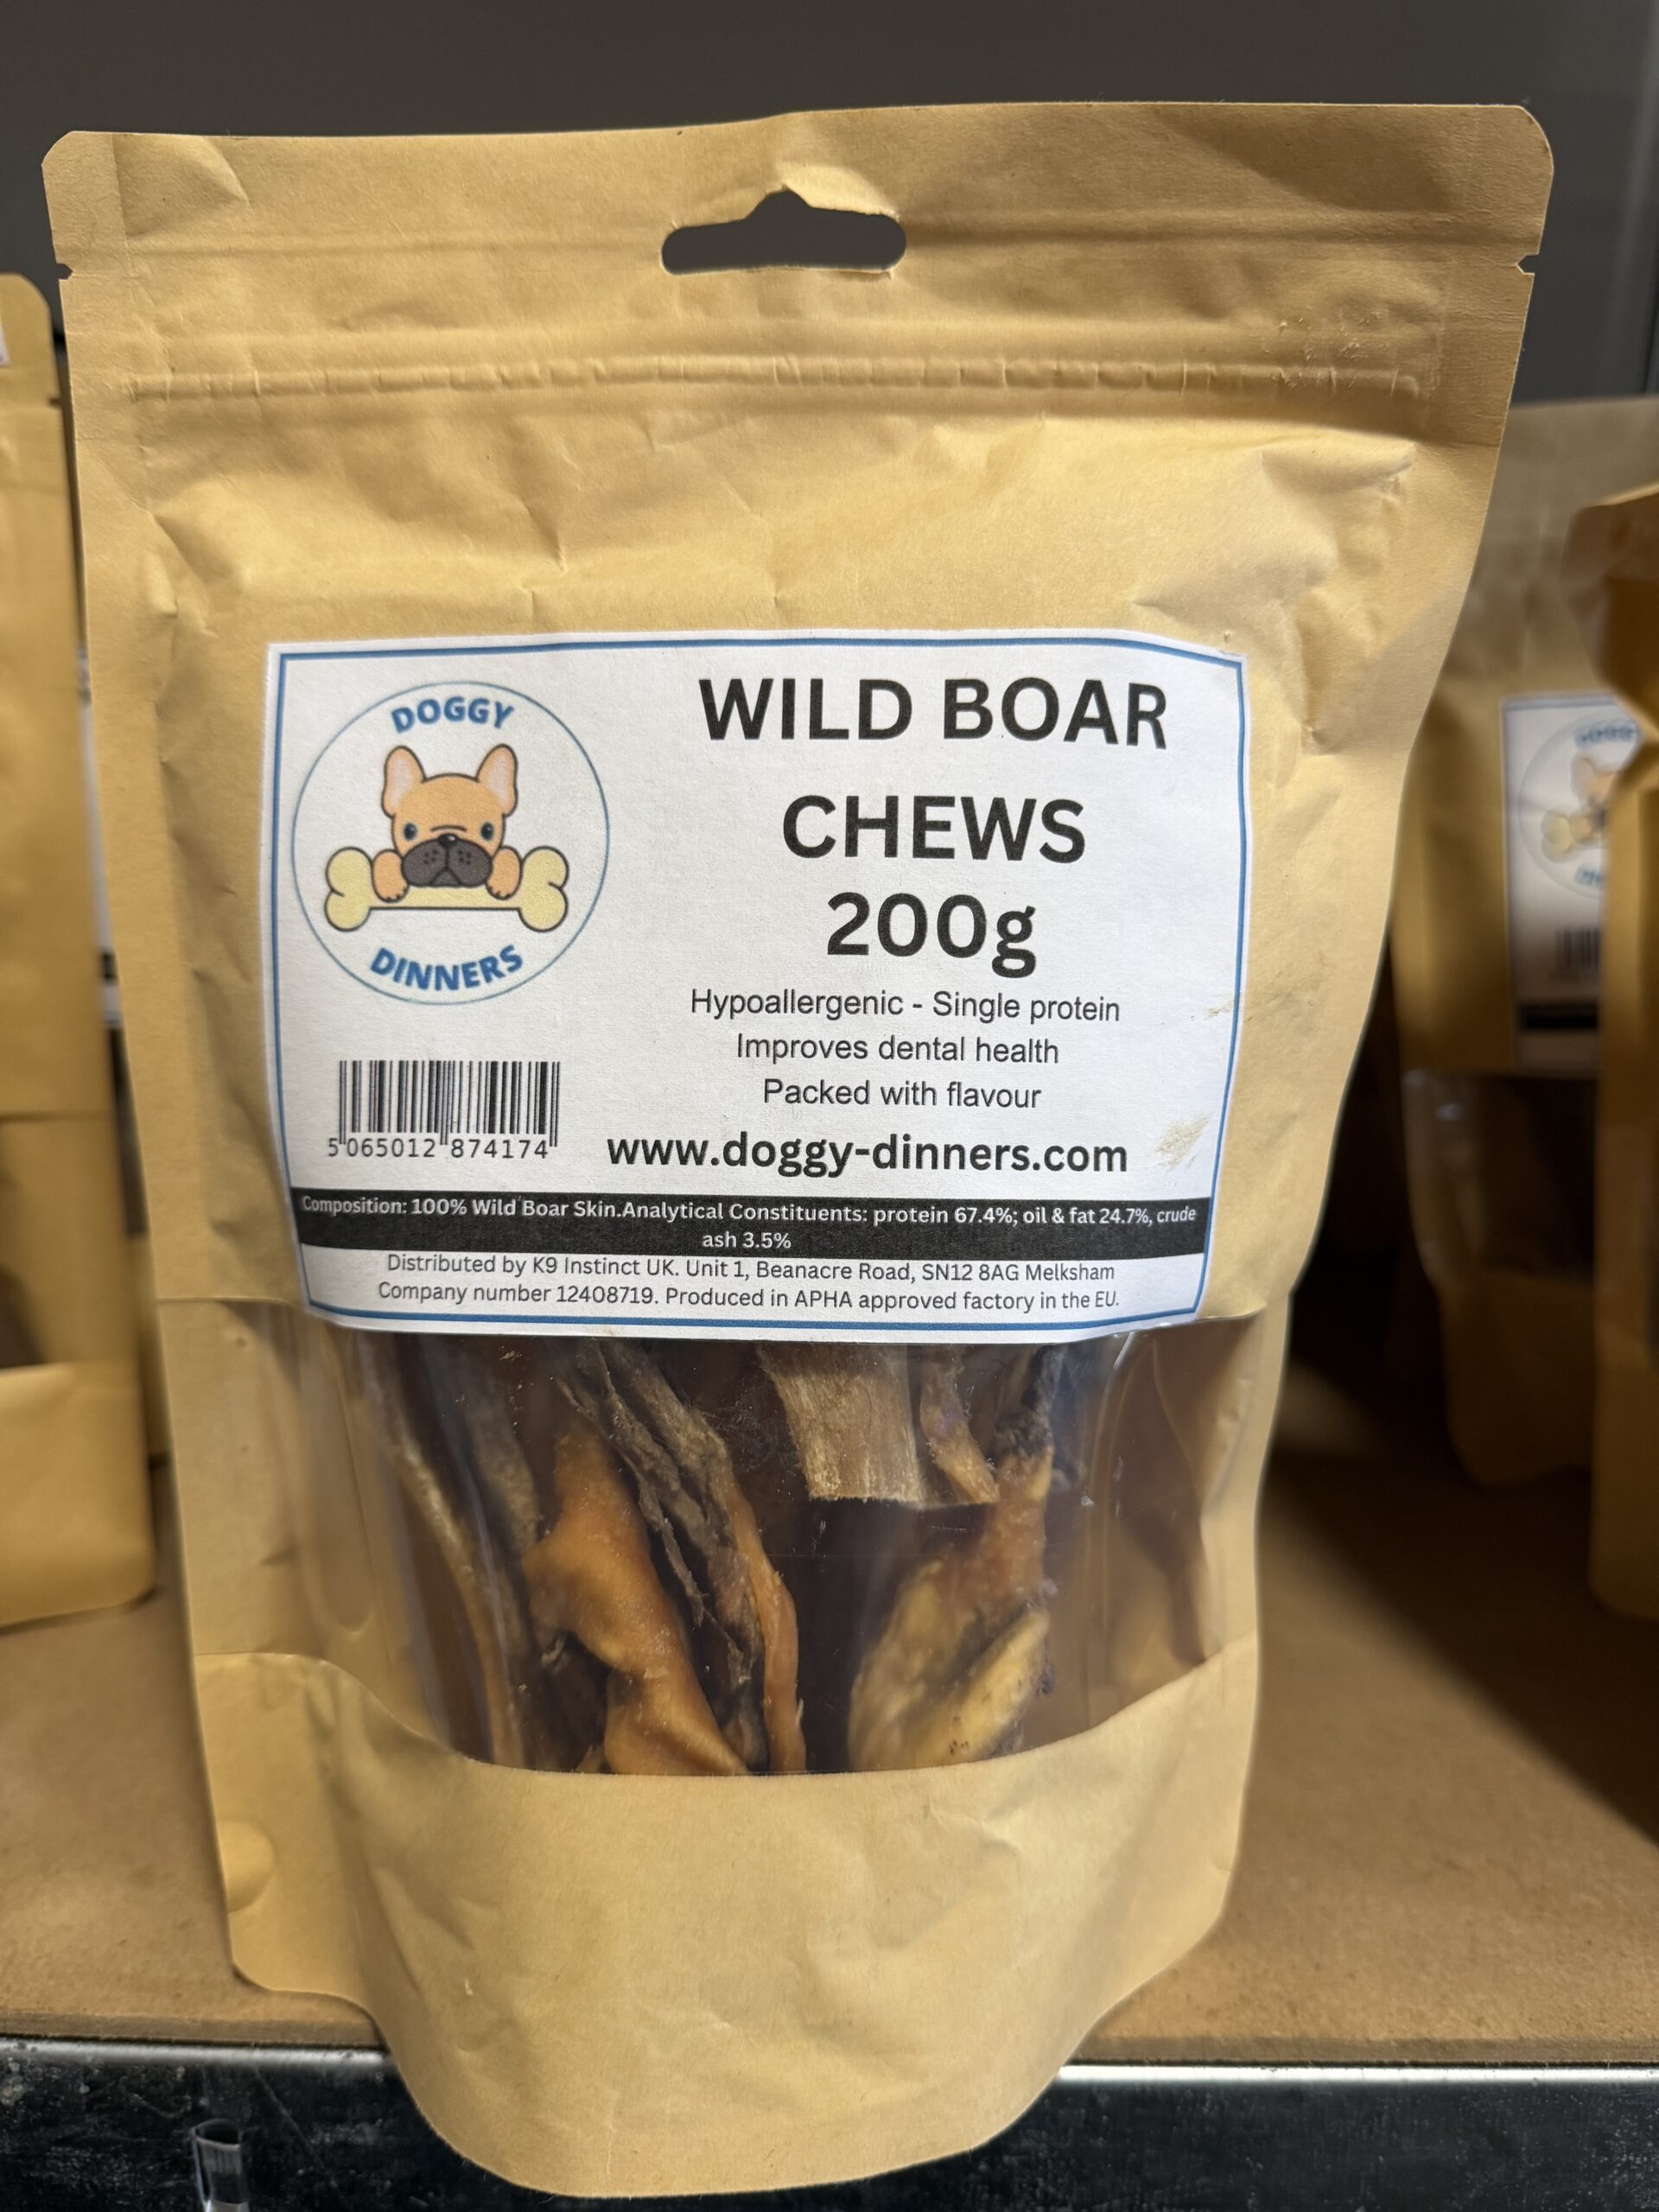 DOGGY
DINNERS
WILD BOAR
CHEWS
200g
Hypoallergenic - Single protein
Improves dental health
Packed with flavour
www.doggy-dinners.com
5 065012 874174
Composition: 100% Wild Boar Skin.Analytical Constituents: protein 67.4%; oil & fat 24.7%, crude
ash 3.5%
Distributed by K9 Instinct UK. Unit 1, Beanacre Road, SN12 8AG Melksham
Company number 12408719. Produced in APHA approved factory in the EU.